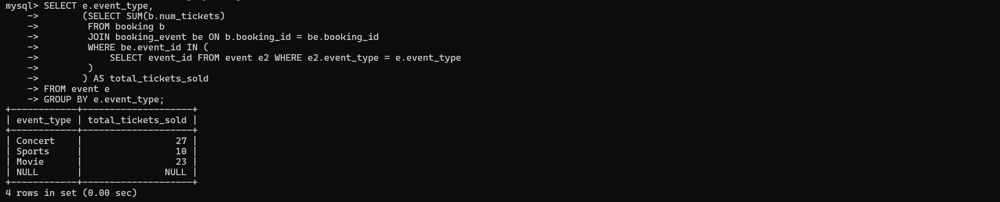 mysql> SELECT e.event_type,
    ->        (SELECT SUM(b.num_tickets)
    ->         FROM booking b
    ->         JOIN booking_event be ON b.booking_id = be.booking_id
    ->         WHERE be.event_id IN (
    ->             SELECT event_id FROM event e2 WHERE e2.event_type = e.event_type
    ->         )
    ->        ) AS total_tickets_sold
    -> FROM event e
    -> GROUP BY e.event_type;
+------------+--------------------+
| event_type | total_tickets_sold |
+------------+--------------------+
| Concert    |                 27 |
| Sports     |                 10 |
| Movie      |                 23 |
| NULL       |               NULL |
+------------+--------------------+
4 rows in set (0.00 sec)